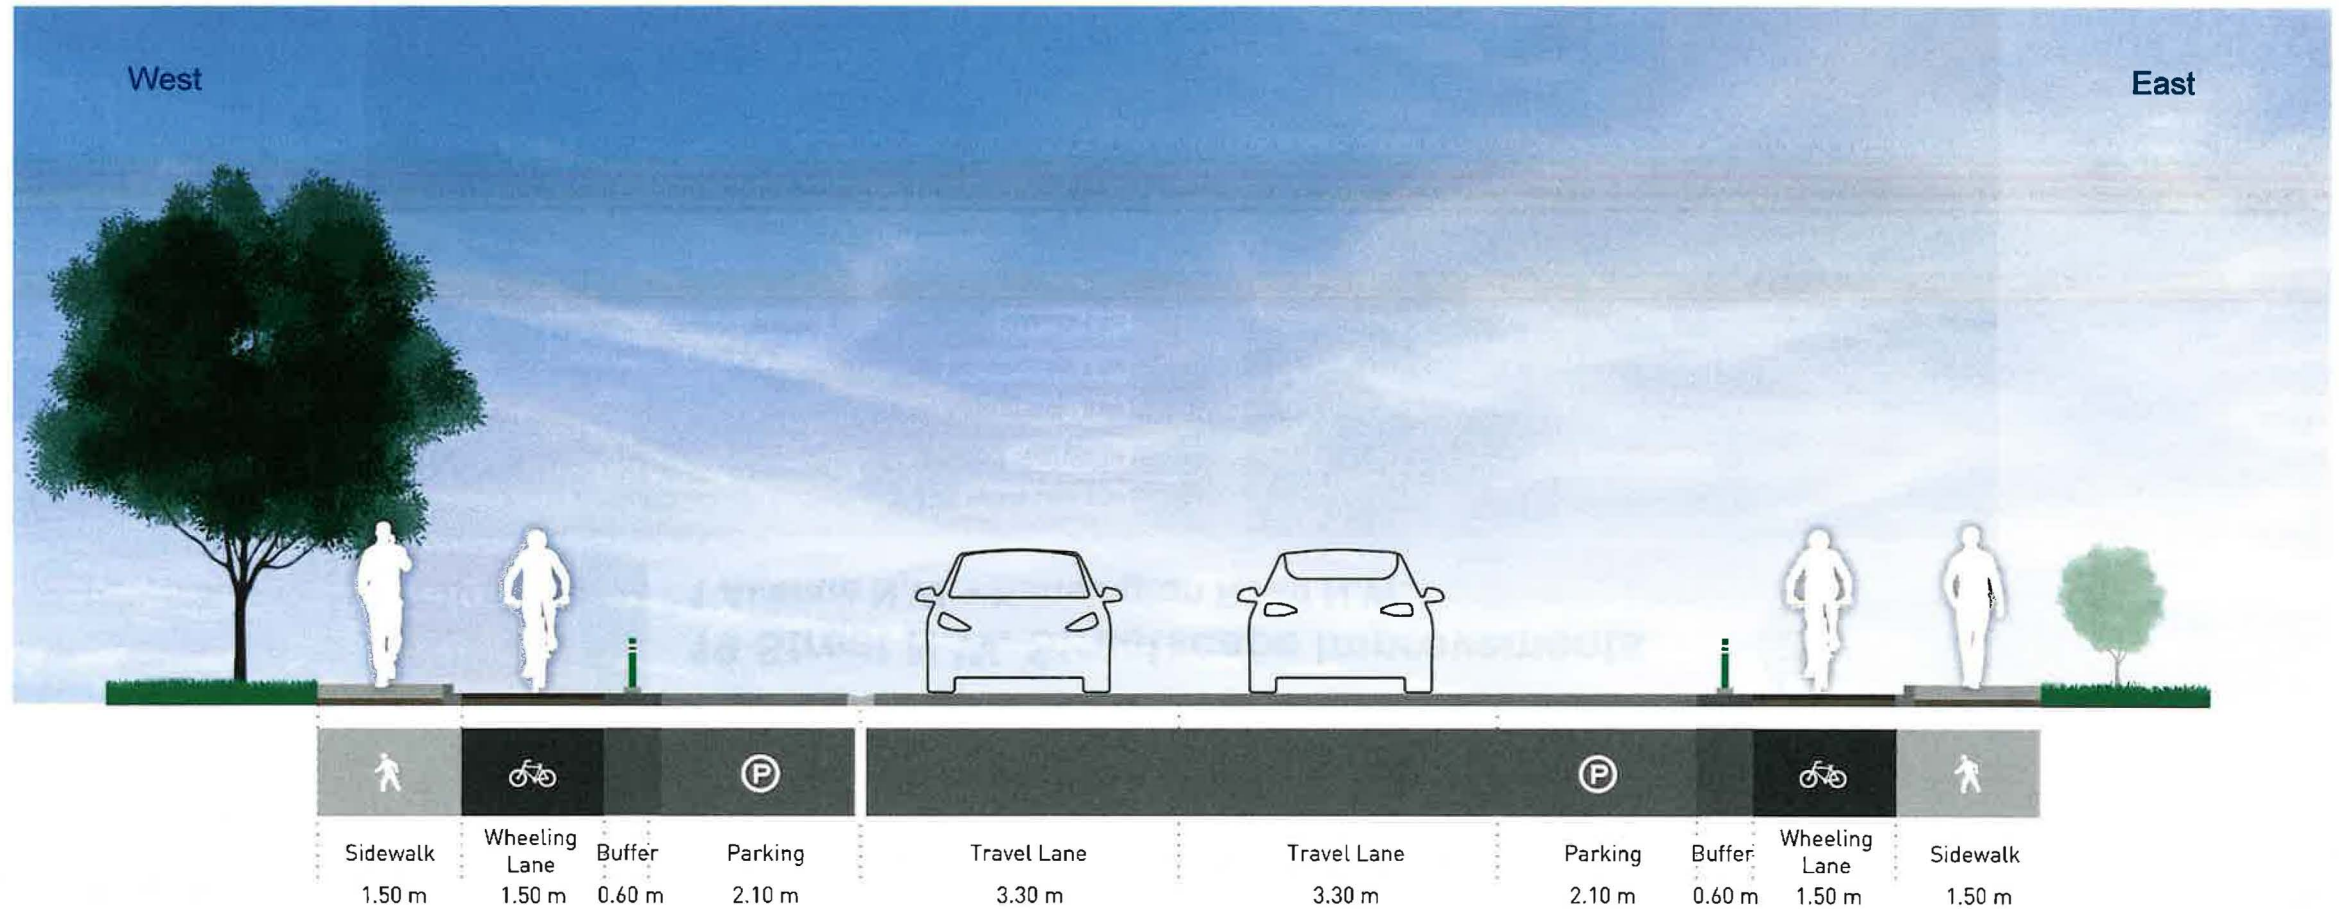 West
East
Sidewalk
1.50 m
Wheeling
Lane
1.50 m
Buffer
0.60 m
Parking
2.10 m
Travel Lane
3.30 m
Travel Lane
3.30 m
Parking
2.10 m
Buffer
0.60 m
Wheeling
Lane
1.50 m
Sidewalk
1.50 m
P
P